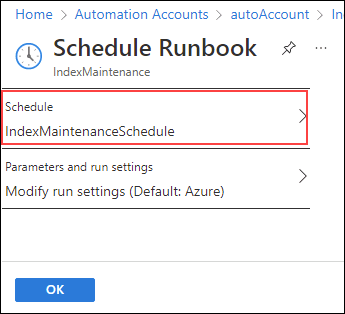 Home > Automation Accounts > autoAccount > In
Schedule Runbook
IndexMaintenance
Schedule
IndexMaintenanceSchedule
Parameters and run settings
Modify run settings (Default: Azure)
OK